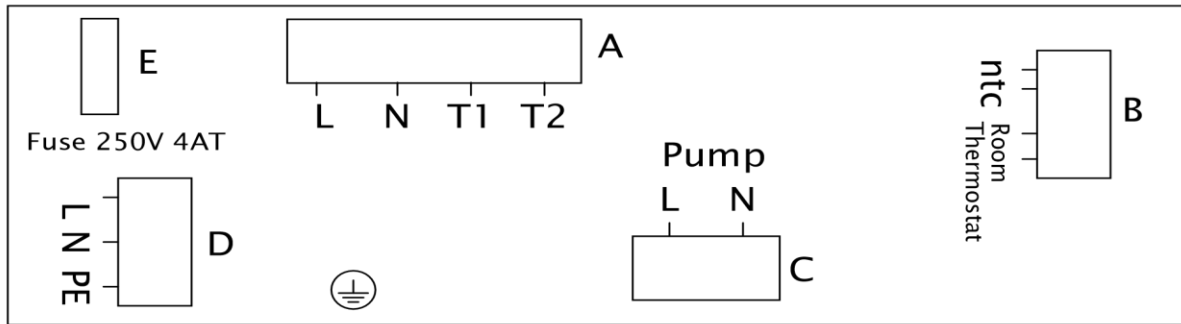 E
A
L N T1 T2
Fuse 250V 4AT
ntc
Room
Thermostat
B
Pump
L N
C
L N PE
D